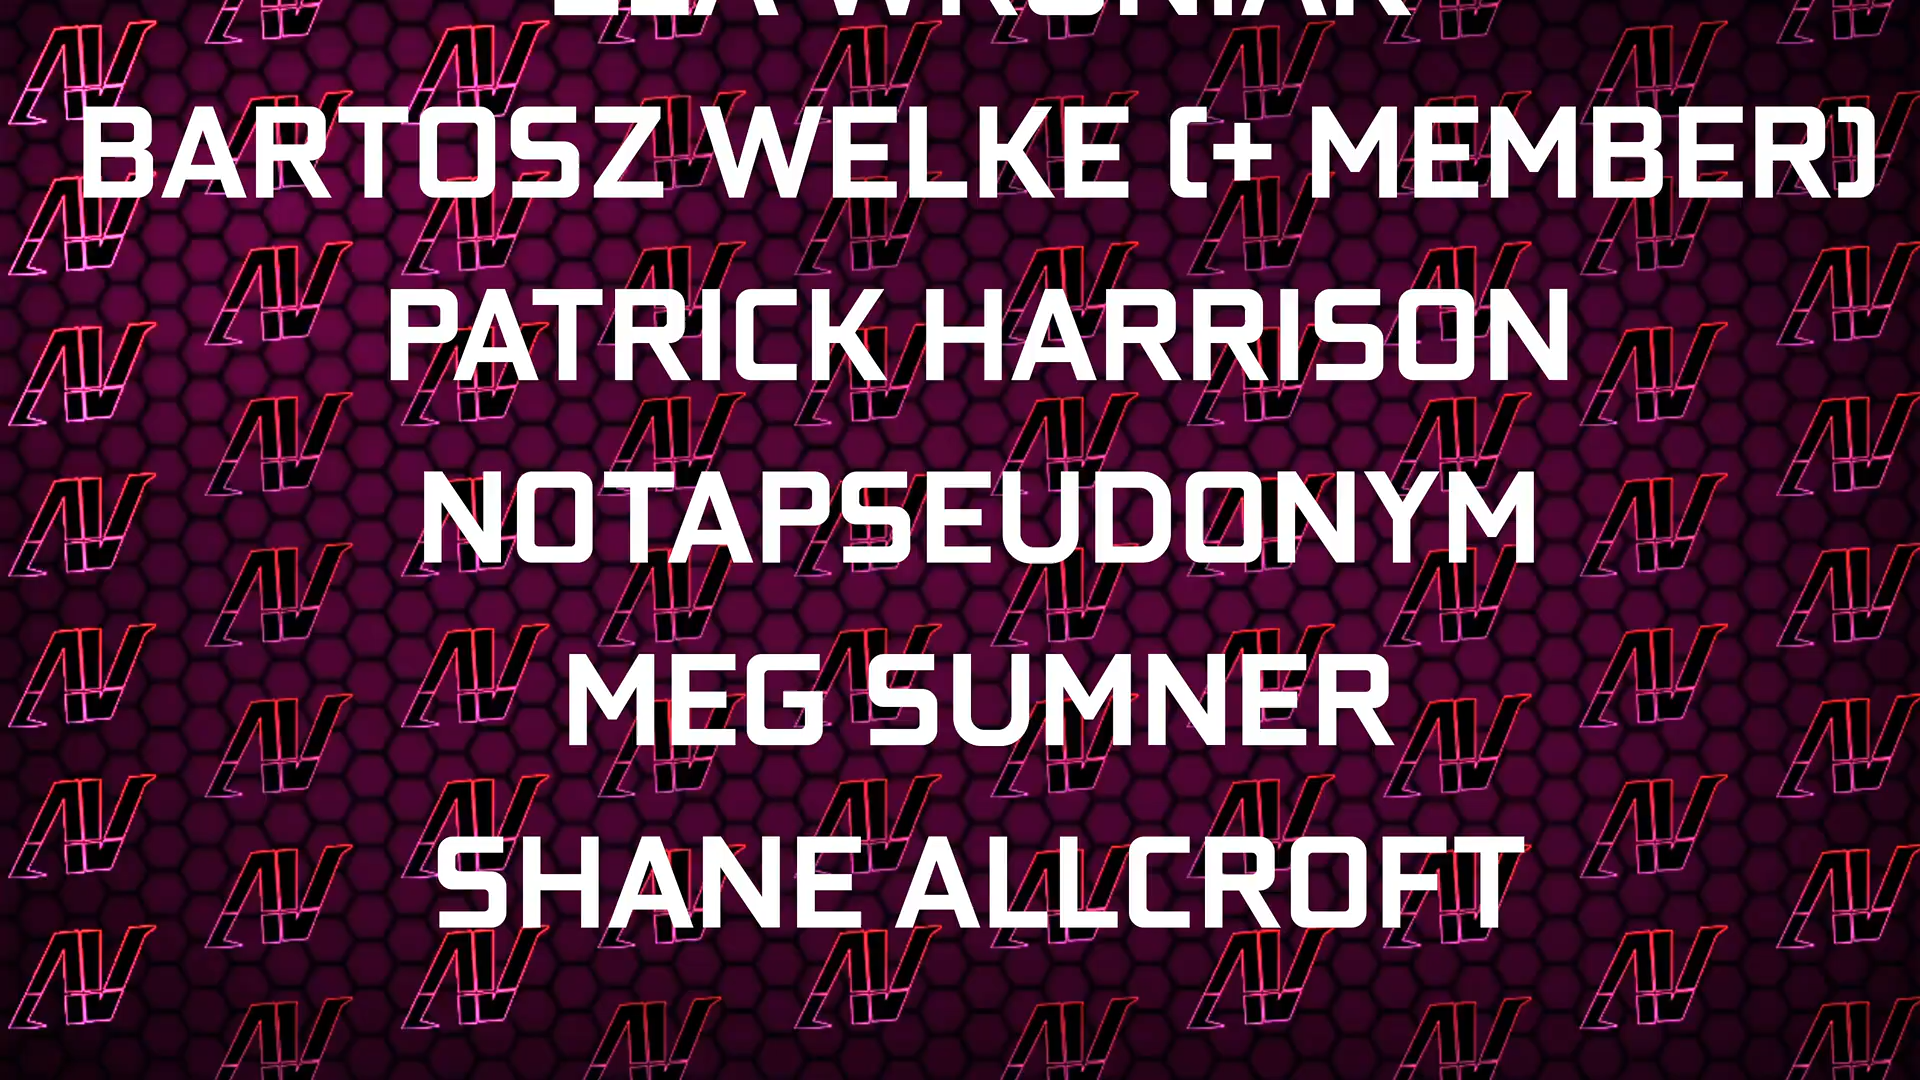 BARTOSZ WELKE (+ MEMBER)
PATRICK HARRISON
NOTAPSEUDONYM
MEG SUMNER
SHANE ALLCROFT